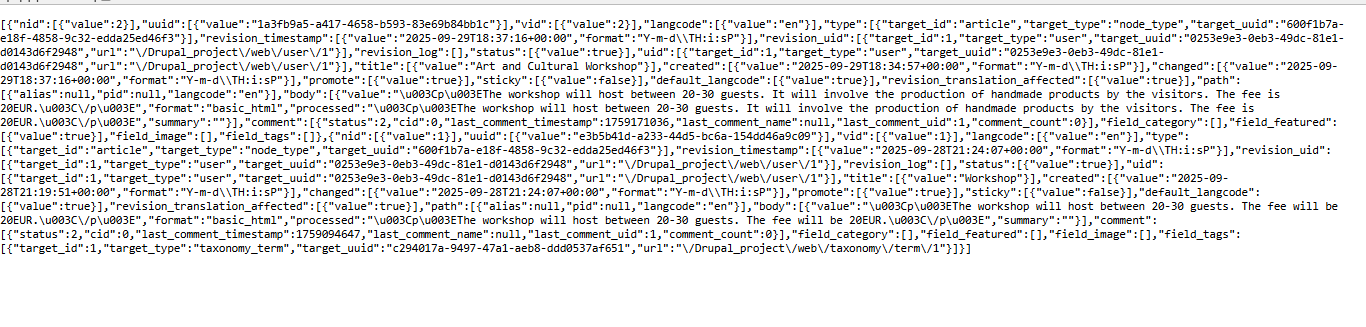 [{"nid":[{"value":2}],"uuid":[{"value":"1a3fb9a5-a417-4658-b593-83e69b84bb1c"}],"vid":[{"value":2}],"langcode":[{"value":"en"}],"type":[{"target_id":"article","target_type":"node_type","target_uuid":"600f1b7a-
e18f-4858-9c32-edda25ed46f3"}],"revision_timestamp":[{"value":"2025-09-29T18:37:16+00:00","format":"Y-m-d\\TH:i:sP"}],"revision_uid":[{"target_id":1,"target_type":"user","target_uuid":"0253e9e3-0eb3-49dc-81e1-
d0143d6f2948","url":"\/Drupal_project\/web\/user\/1"}],"revision_log":[],"status":[{"value":true}],"uid":[{"target_id":1,"target_type":"user","target_uuid":"0253e9e3-0eb3-49dc-81e1-
d0143d6f2948","url":"\/Drupal_project\/web\/user\/1"}],"title":[{"value":"Art and Cultural Workshop"}],"created":[{"value":"2025-09-29T18:34:57+00:00","format":"Y-m-d\\TH:i:sP"}],"changed":[{"value":"2025-09-
29T18:37:16+00:00","format":"Y-m-d\\TH:i:sP"}],"promote":[{"value":true}],"sticky":[{"value":false}],"default_langcode":[{"value":true}],"revision_translation_affected":[{"value":true}],"path":
[{"alias":null,"pid":null,"langcode":"en"}],"body":[{"value":"\u003Cp\u003EThe workshop will host between 20-30 guests. It will involve the production of handmade products by the visitors. The fee is
20EUR.\u003C\/p\u003E","format":"basic_html","processed":"\u003Cp\u003EThe workshop will host between 20-30 guests. It will involve the production of handmade products by the visitors. The fee is
20EUR.\u003C\/p\u003E","summary":""}],"comment":[{"status":2,"cid":0,"last_comment_timestamp":1759171036,"last_comment_name":null,"last_comment_uid":1,"comment_count":0}],"field_category":[],"field_featured":
[{"value":true}],"field_image":[],"field_tags":[]},{"nid":[{"value":1}],"uuid":[{"value":"e3b5b41d-a233-44d5-bc6a-154dd46a9c09"}],"vid":[{"value":1}],"langcode":[{"value":"en"}],"type":
[{"target_id":"article","target_type":"node_type","target_uuid":"600f1b7a-e18f-4858-9c32-edda25ed46f3"}],"revision_timestamp":[{"value":"2025-09-28T21:24:07+00:00","format":"Y-m-d\\TH:i:sP"}],"revision_uid":
[{"target_id":1,"target_type":"user","target_uuid":"0253e9e3-0eb3-49dc-81e1-d0143d6f2948","url":"\/Drupal_project\/web\/user\/1"}],"revision_log":[],"status":[{"value":true}],"uid":
[{"target_id":1,"target_type":"user","target_uuid":"0253e9e3-0eb3-49dc-81e1-d0143d6f2948","url":"\/Drupal_project\/web\/user\/1"}],"title":[{"value":"Workshop"}],"created":[{"value":"2025-09-
28T21:19:51+00:00","format":"Y-m-d\\TH:i:sP"}],"changed":[{"value":"2025-09-28T21:24:07+00:00","format":"Y-m-d\\TH:i:sP"}],"promote":[{"value":true}],"sticky":[{"value":false}],"default_langcode":
[{"value":true}],"revision_translation_affected":[{"value":true}],"path":[{"alias":null,"pid":null,"langcode":"en"}],"body":[{"value":"\u003Cp\u003EThe workshop will host between 20-30 guests. The fee will be
20EUR.\u003C\/p\u003E","format":"basic_html","processed":"\u003Cp\u003EThe workshop will host between 20-30 guests. The fee will be 20EUR.\u003C\/p\u003E","summary":""}],"comment":
[{"status":2,"cid":0,"last_comment_timestamp":1759094647,"last_comment_name":null,"last_comment_uid":1,"comment_count":0}],"field_category":[],"field_featured":[],"field_image":[],"field_tags":
[{"target_id":1,"target_type":"taxonomy_term","target_uuid":"c294017a-9497-47a1-aeb8-ddd0537af651","url":"\/Drupal_project\/web\/taxonomy\/term\/1"}]}]